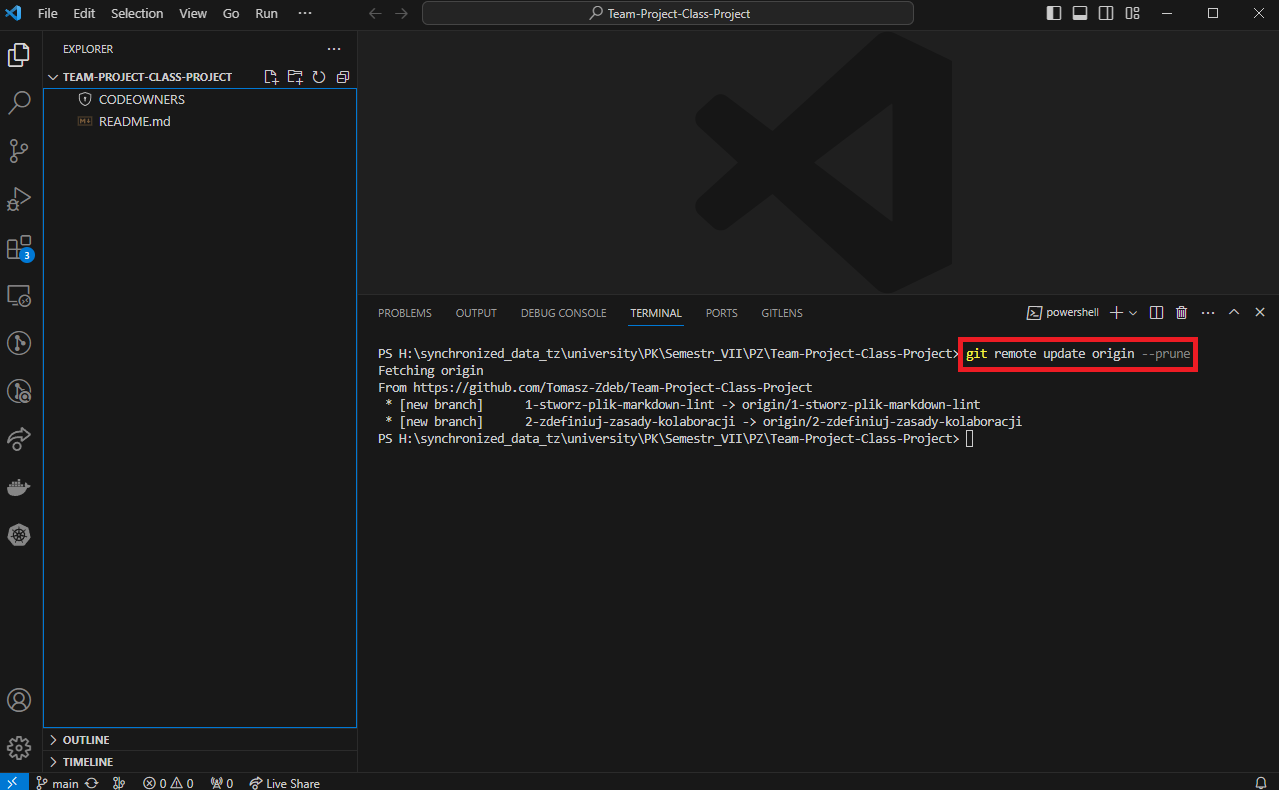 File Edit Selection View Go Run ···
Team-Project-Class-Project
EXPLORER
TEAM-PROJECT-CLASS-PROJECT
CODEOWNERS
README.md
3
PROBLEMS OUTPUT DEBUG CONSOLE TERMINAL PORTS GITLENS
powershell
PS H:\synchronized_data_tz\university\PK\Semestr_VII\PZ\Team-Project-Class-Project> git remote update origin --prune
Fetching origin
From https://github.com/Tomasz-Zdeb/Team-Project-Class-Project
* [new branch] 1-stworz-plik-markdown-lint -> origin/1-stworz-plik-markdown-lint
* [new branch] 2-zdefiniuj-zasady-kolaboracji -> origin/2-zdefiniuj-zasady-kolaboracji
PS H:\synchronized_data_tz\university\PK\Semestr_VII\PZ\Team-Project-Class-Project>
OUTLINE
TIMELINE
main 0 0 0 Live Share